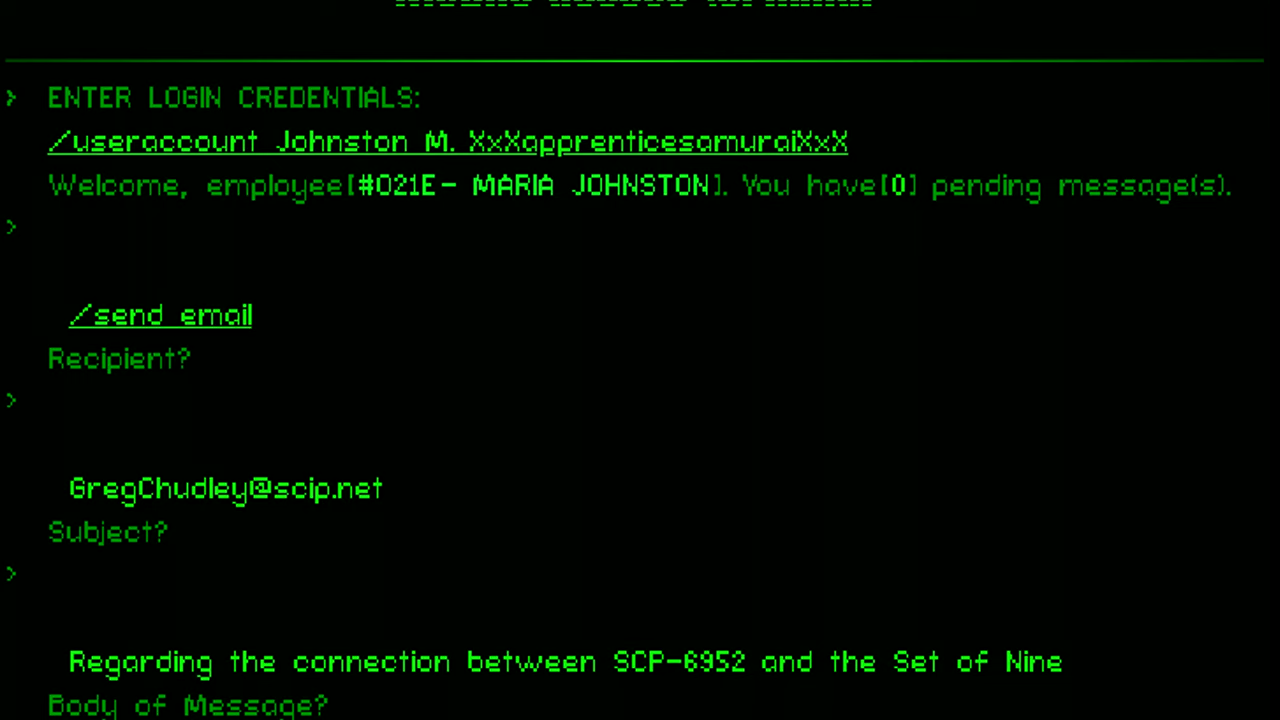 > ENTER LOGIN CREDENTIALS:
/useraccount Johnston M. XxXapprenticesamuraiXxX
Welcome, employee[#021E- MARIA JOHNSTON]. You have[0] pending message(s).
>
/send email
Recipient?
>
GregChudley@scip.net
Subject?
>
Regarding the connection between SCP-6952 and the Set of Nine
Body of Message?